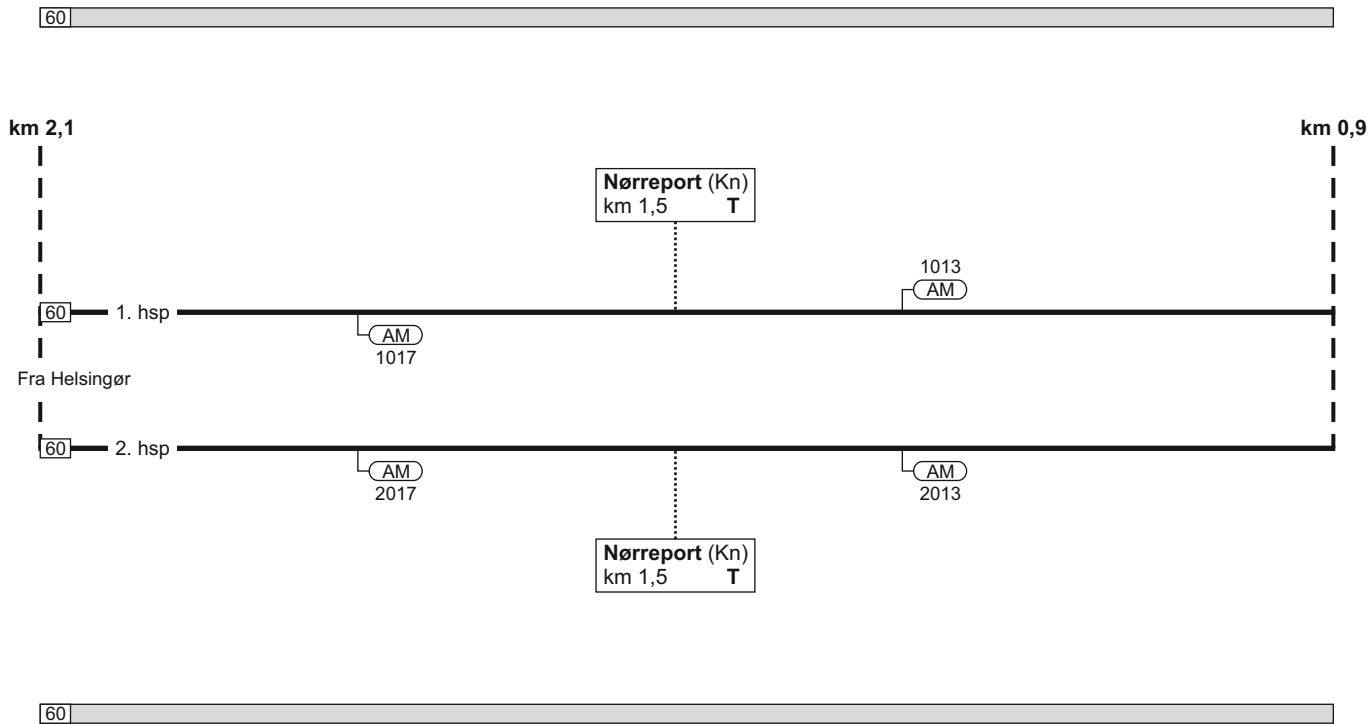 60
km 2,1
km 0,9
Nørreport (Kn)
km 1,5 T
1013
AM
60
1. hsp
AM
1017
Fra Helsingør
60
2. hsp
AM
2017
AM
2013
Nørreport (Kn)
km 1,5 T
60